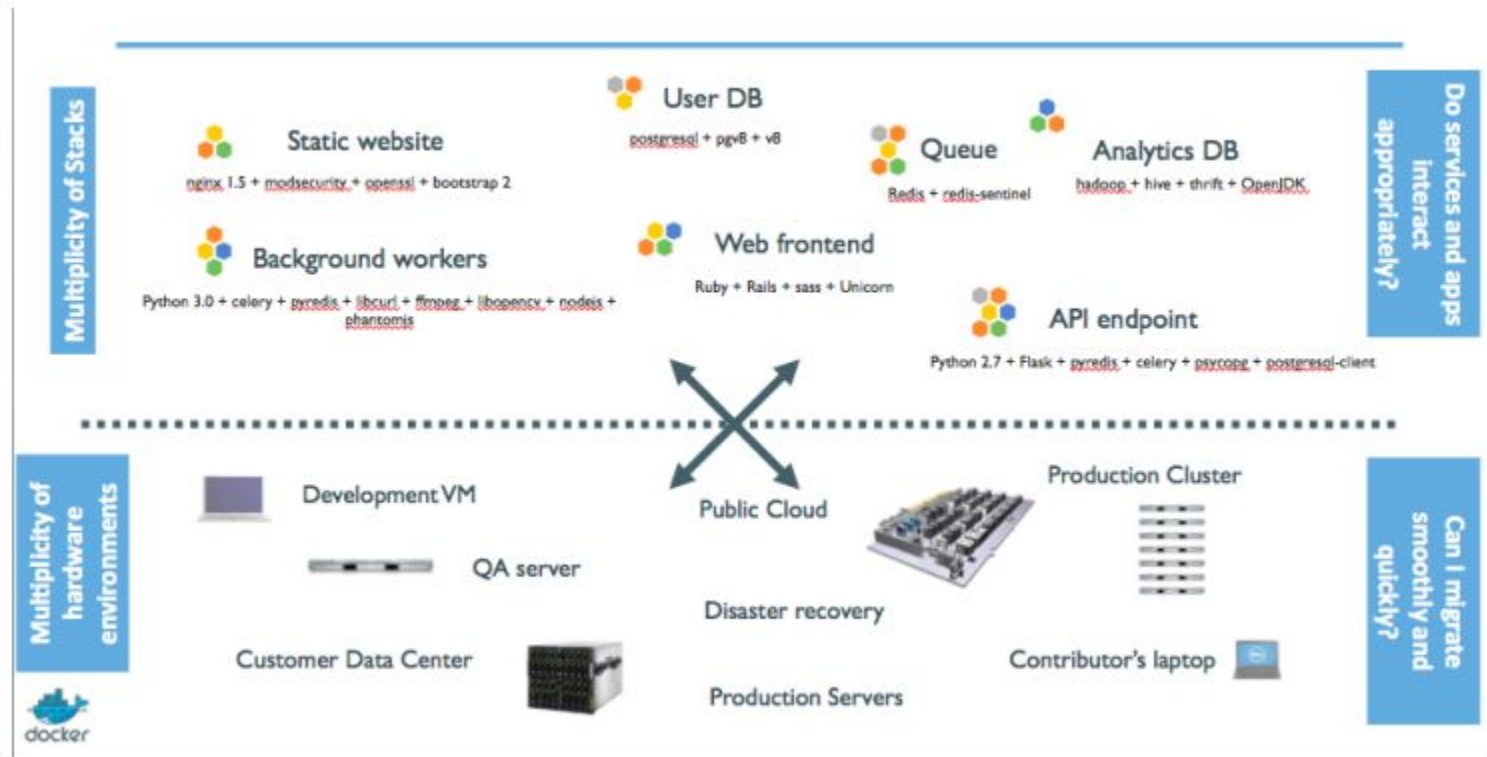 Multiplicity of Stacks
Do services and apps
interact
appropriately?
User DB
postgresql + pgv8 + v8
Static website
nginx 1.5 + modsecurity + openssl + bootstrap 2
Queue
Redis + redis-sentinel
Analytics DB
hadoop + hive + thrift + OpenJDK
Background workers
Python 3.0 + celery + pyredis + libcurl + ffmpeg + libopencv + nodejs +
phantomjs
Web frontend
Ruby + Rails + sass + Unicorn
API endpoint
Python 2.7 + Flask + pyredis + celery + psycopg + postgresql-client
Multiplicity of
hardware
environments
Can I migrate
smoothly and
quickly?
Development VM
Public Cloud
Production Cluster
QA server
Disaster recovery
Customer Data Center
Contributor's laptop
Production Servers
docker